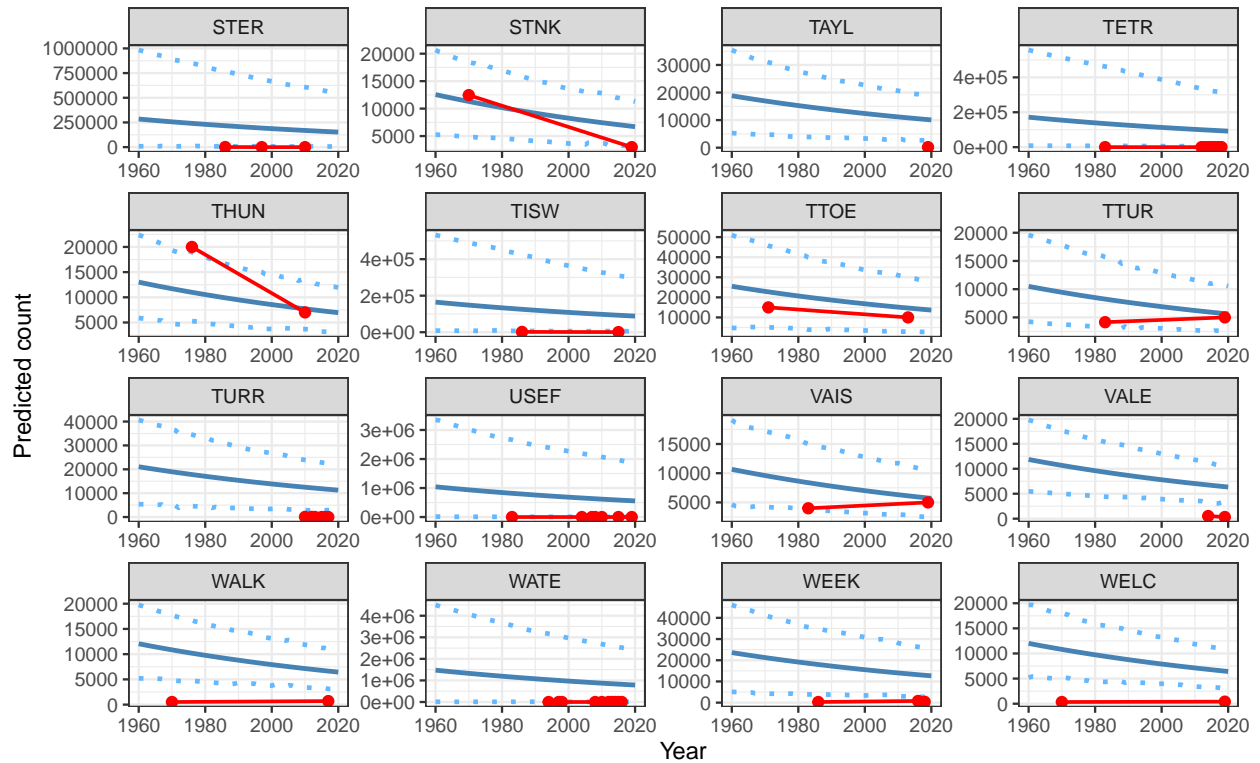 STER STNK TAYL TETR
1000000
750000
500000
250000
0
20000
15000
10000
5000
30000
20000
10000
0
4e+05
2e+05
0e+00
1960 1980 2000 2020 1960 1980 2000 2020 1960 1980 2000 2020 1960 1980 2000 2020
THUN TISW TTOE TTUR
20000
15000
10000
5000
4e+05
2e+05
0e+00
50000
40000
30000
20000
10000
20000
15000
10000
5000
1960 1980 2000 2020 1960 1980 2000 2020 1960 1980 2000 2020 1960 1980 2000 2020
Predicted count
TURR USEF VAIS VALE
40000
30000
20000
10000
0
3e+06
2e+06
1e+06
0e+00
15000
10000
5000
20000
15000
10000
5000
0
1960 1980 2000 2020 1960 1980 2000 2020 1960 1980 2000 2020 1960 1980 2000 2020
WALK WATE WEEK WELC
20000
15000
10000
5000
0
4e+06
3e+06
2e+06
1e+06
0e+00
40000
30000
20000
10000
0
20000
15000
10000
5000
0
1960 1980 2000 2020 1960 1980 2000 2020 1960 1980 2000 2020 1960 1980 2000 2020
Year